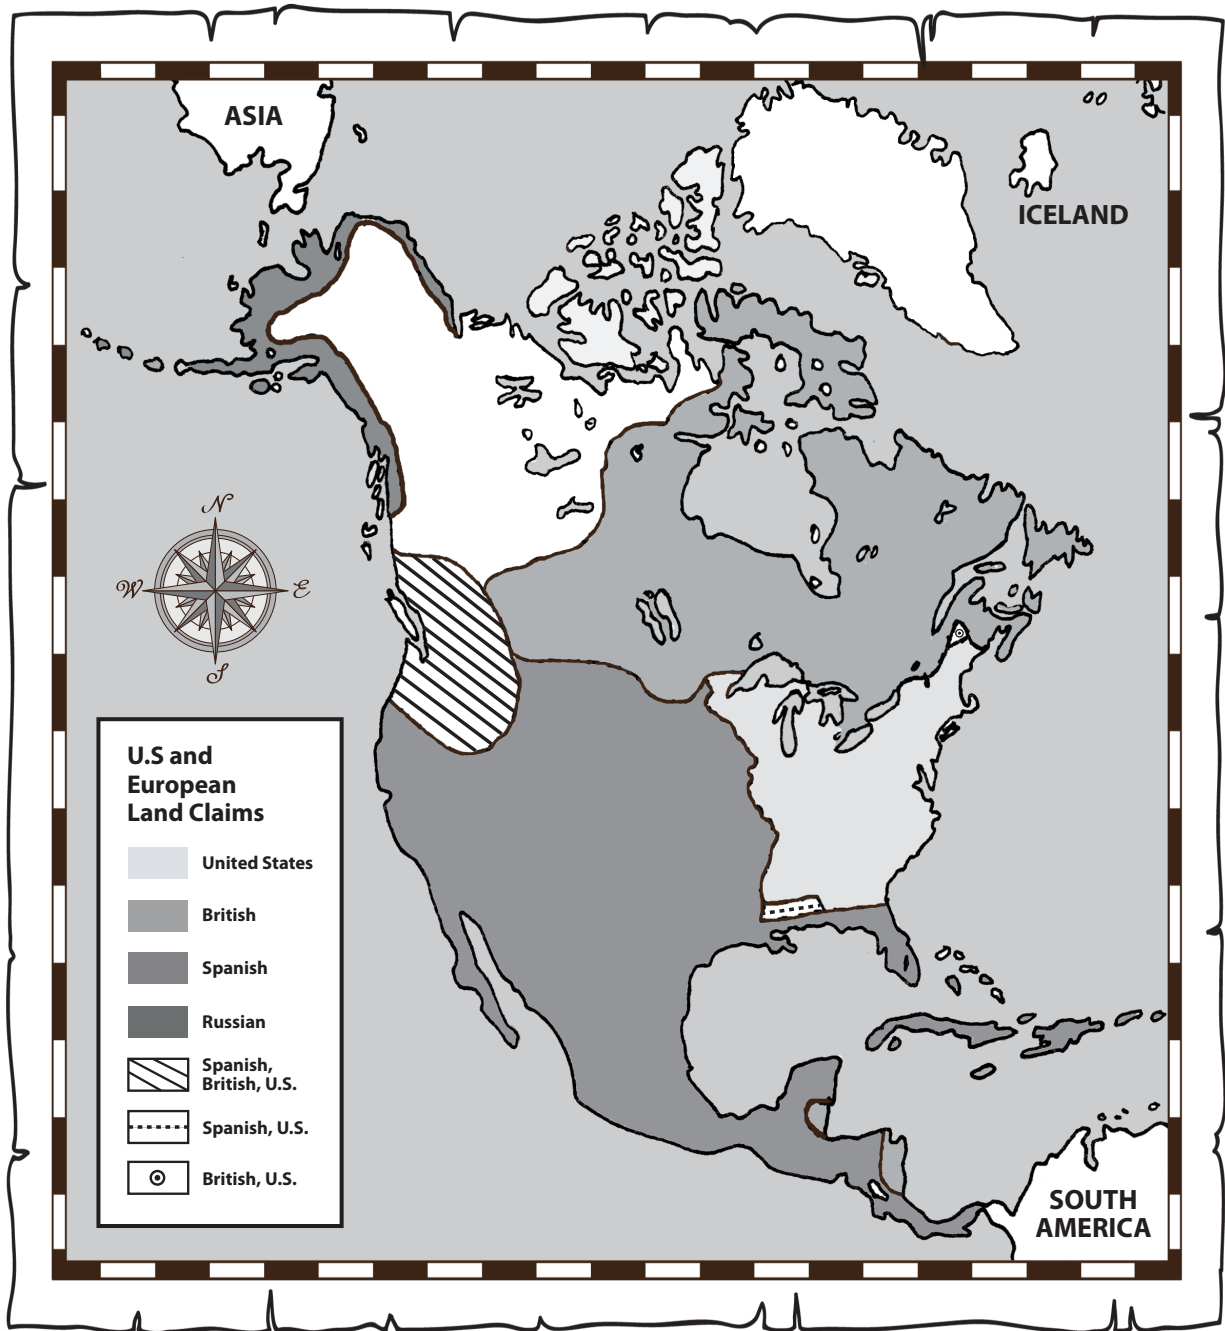 ASIA
ICELAND
N
W
E
S
U.S and
European
Land Claims
United States
British
Spanish
Russian
Spanish,
British, U.S.
Spanish, U.S.
British, U.S.
SOUTH
AMERICA